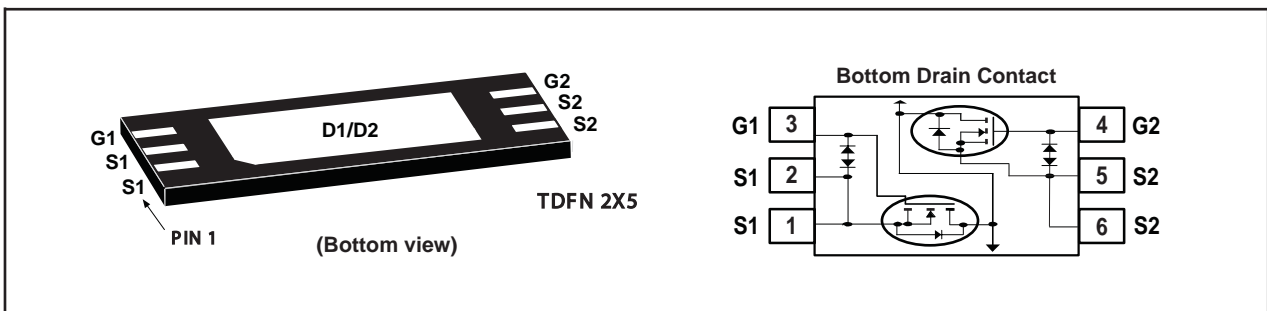 G1
S1
S1
D1/D2
G2
S2
S2
PIN 1
(Bottom view)
TDFN 2X5
Bottom Drain Contact
G1 3
4 G2
S1 2
5 S2
S1 1
6 S2